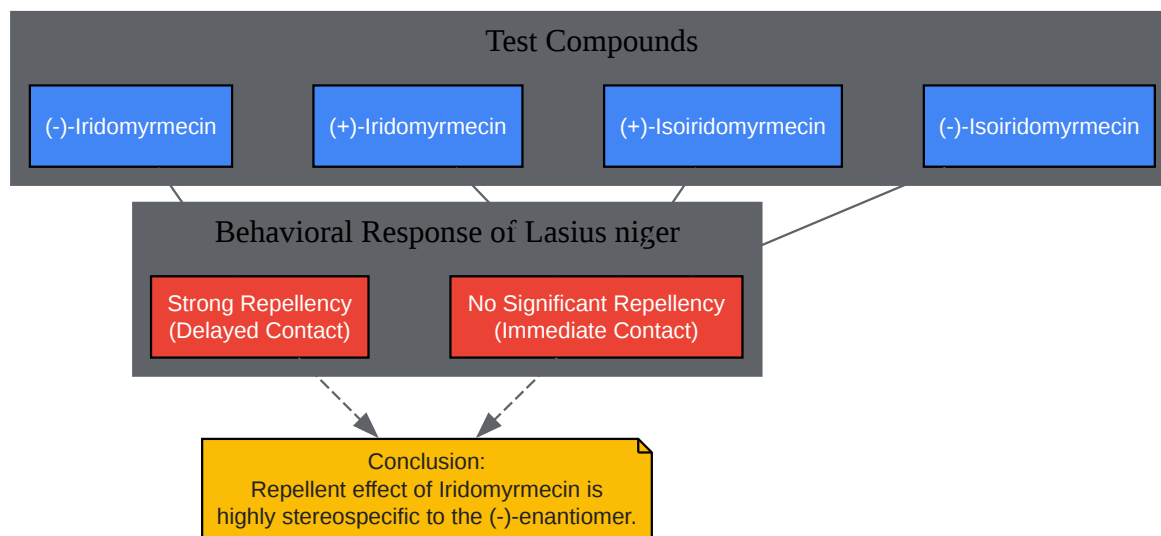 Test Compounds
(-)-Iridomyrmecin
(+)-Iridomyrmecin
(+)-Isoiridomyrmecin
(-)-Isoiridomyrmecin
Behavioral Response of Lasius niger
Strong Repellency
(Delayed Contact)
No Significant Repellency
(Immediate Contact)
Conclusion:
Repellent effect of Iridomyrmecin is
highly stereospecific to the (-)-enantiomer.